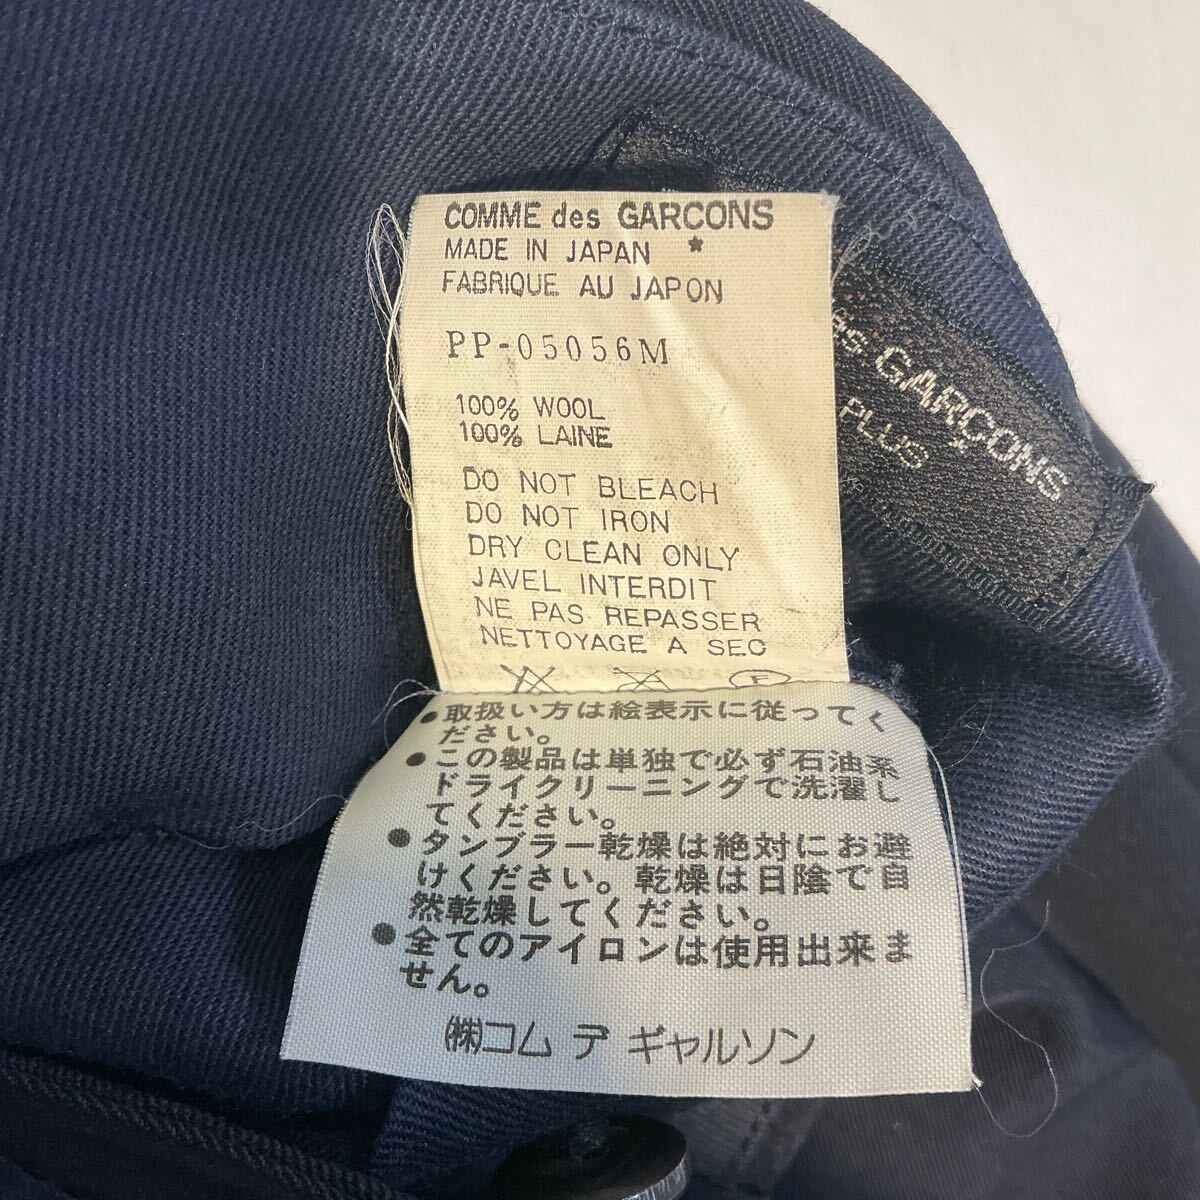 COMME des GARCONS
*
MADE IN JAPAN
FABRIQUE AU JAPON
PP-05056M
100% WOOL
100% LAINE
DO NOT BLEACH
DO NOT IRON
DRY CLEAN ONLY
JAVEL INTERDIT
NE PAS REPASSER
NETTOYAGE A SEC
F
●取扱い方は絵表示に従ってく
ださい。
●この製品は単独で必ず石油系
ドライクリーニングで洗濯し
てください。
●タンブラー乾燥は絶対にお避
けください。乾燥は日陰で自
然乾燥してください。
●全てのアイロンは使用出来ま
せん。
㈱コム デ ギャルソン
GARÇONS
PLUS